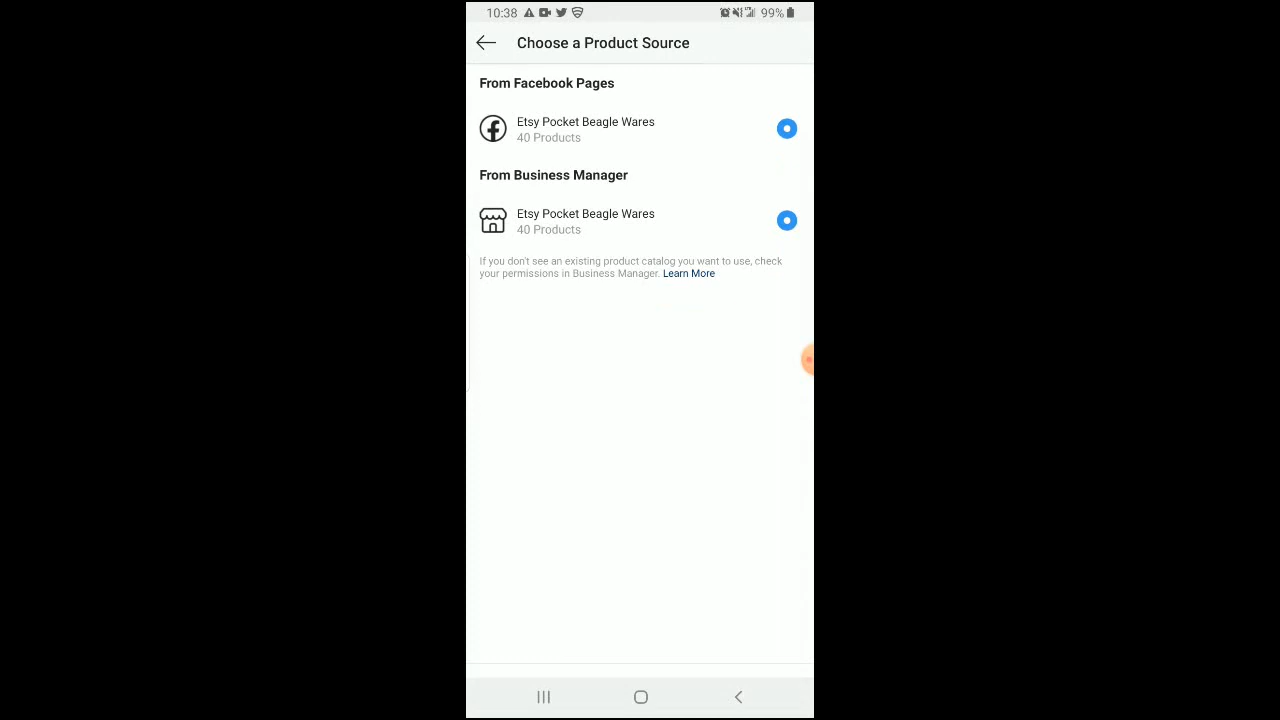 10:38 99%
Choose a Product Source
From Facebook Pages
Etsy Pocket Beagle Wares
40 Products
From Business Manager
Etsy Pocket Beagle Wares
40 Products
If you don't see an existing product catalog you want to use, check
your permissions in Business Manager. Learn More